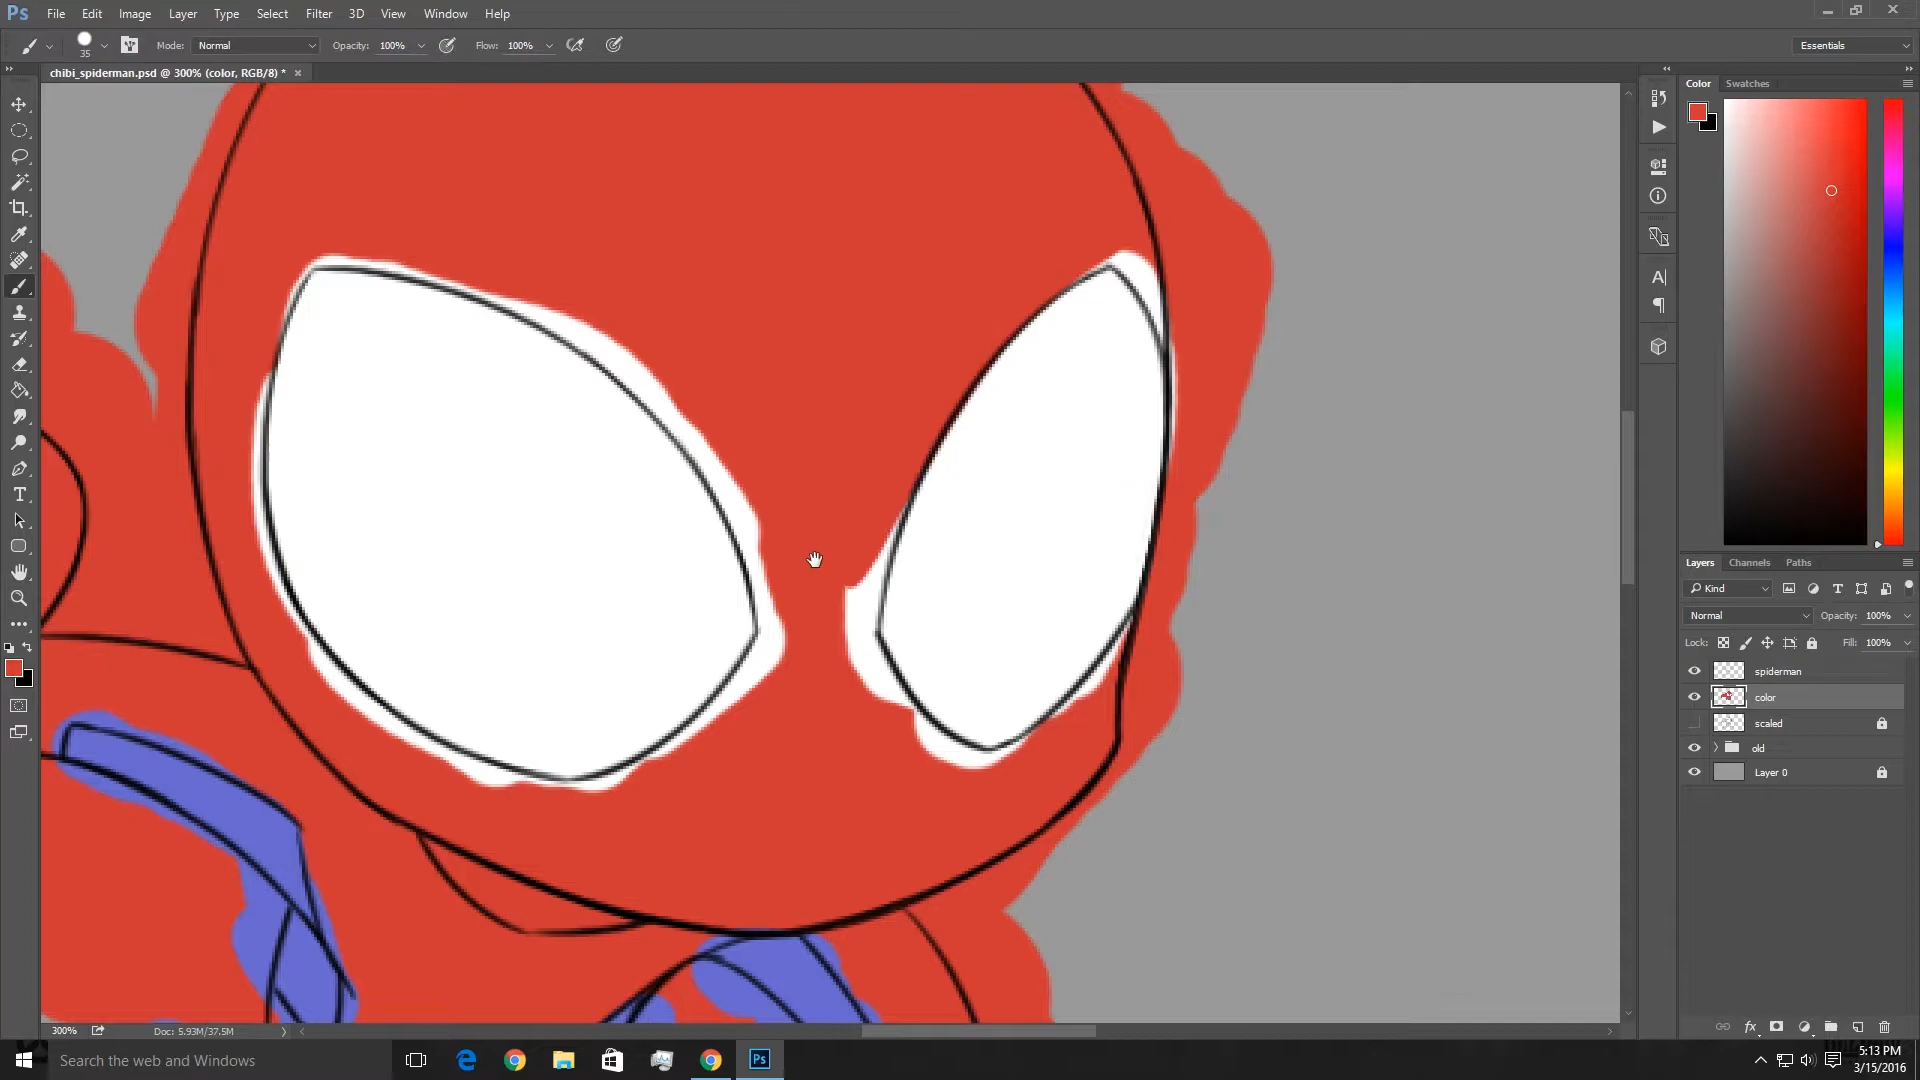 Ps File Edit Image Layer Type Select Filter 3D View Window Help
35 Mode: Normal Opacity: 100% Flow: 100% Essentials
chibi_spiderman.psd @ 300% (color, RGB/8) *
Color Swatches
Layers Channels Paths
Kind
Normal Opacity: 100%
Lock: Fill: 100%
spiderman
color
scaled
old
Layer 0
300% Doc: 5.93M/37.5M
Search the web and Windows
Ps
5:13 PM
3/15/2016